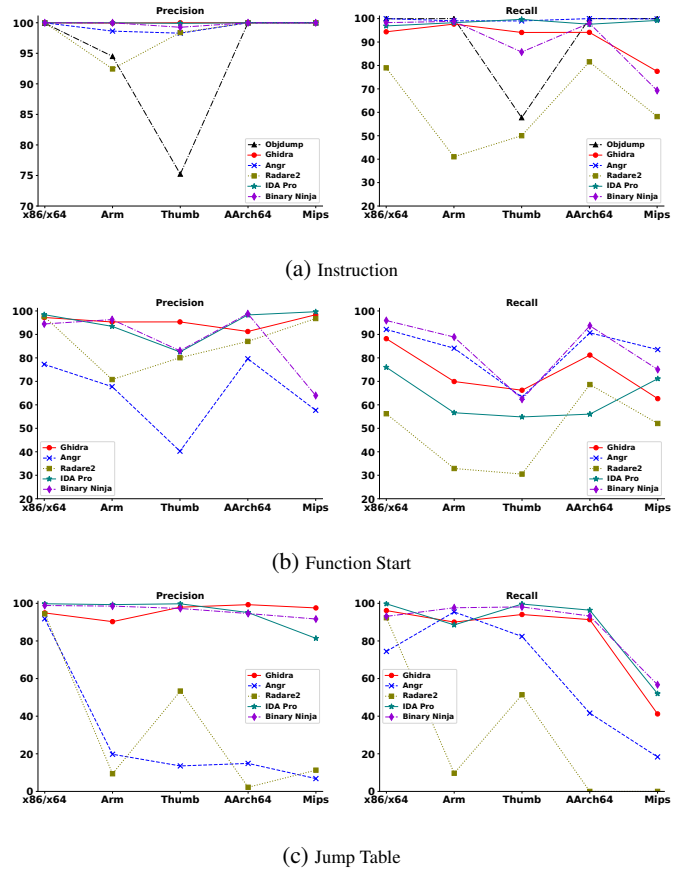 Precision
100
95
90
85
80
75
70
x86/x64 Arm Thumb AArch64 Mips
Objdump
Ghidra
Angr
Radare2
IDA Pro
Binary Ninja
Recall
100
90
80
70
60
50
40
30
20
x86/x64 Arm Thumb AArch64 Mips
Objdump
Ghidra
Angr
Radare2
IDA Pro
Binary Ninja
(a) Instruction
Precision
100
90
80
70
60
50
40
30
20
x86/x64 Arm Thumb AArch64 Mips
Ghidra
Angr
Radare2
IDA Pro
Binary Ninja
Recall
100
90
80
70
60
50
40
30
20
x86/x64 Arm Thumb AArch64 Mips
Ghidra
Angr
Radare2
IDA Pro
Binary Ninja
(b) Function Start
Precision
100
80
60
40
20
0
x86/x64 Arm Thumb AArch64 Mips
Ghidra
Angr
Radare2
IDA Pro
Binary Ninja
Recall
100
80
60
40
20
0
x86/x64 Arm Thumb AArch64 Mips
Ghidra
Angr
Radare2
IDA Pro
Binary Ninja
(c) Jump Table